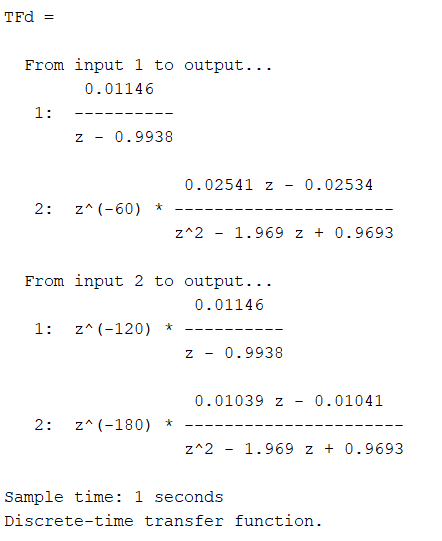 TFd =
From input 1 to output...
0.01146
1: ----------
z - 0.9938
0.02541 z - 0.02534
2: z^(-60) * ----------------------
z^2 - 1.969 z + 0.9693
From input 2 to output...
0.01146
1: z^(-120) * ----------
z - 0.9938
0.01039 z - 0.01041
2: z^(-180) * ----------------------
z^2 - 1.969 z + 0.9693
Sample time: 1 seconds
Discrete-time transfer function.